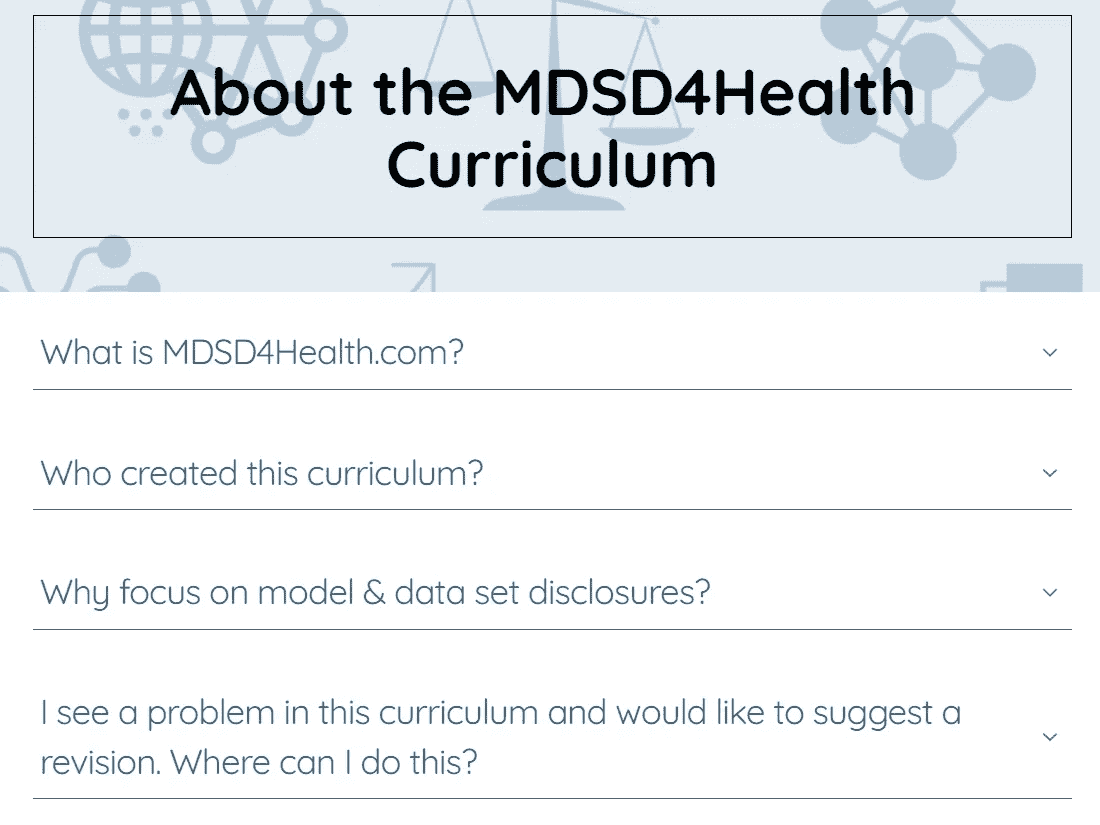 About the MDSD4Health
Curriculum
What is MDSD4Health.com?
Who created this curriculum?
Why focus on model & data set disclosures?
I see a problem in this curriculum and would like to suggest a
revision. Where can I do this?